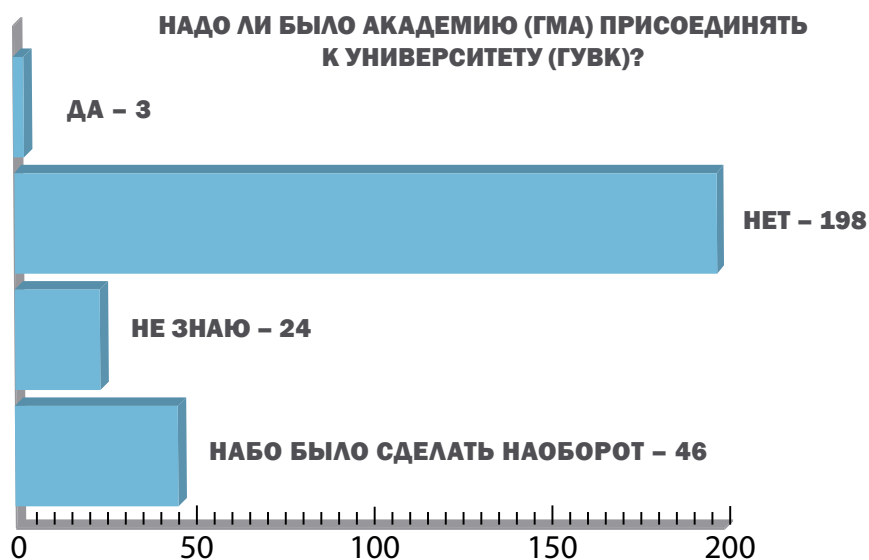 НАДО ЛИ БЫЛО АКАДЕМИЮ (ГМА) ПРИСОЕДИНЯТЬ
К УНИВЕРСИТЕТУ (ГУВК)?
ДА – 3
НЕТ – 198
НЕ ЗНАЮ – 24
НАБО БЫЛО СДЕЛАТЬ НАОБОРОТ – 46
0 50 100 150 200